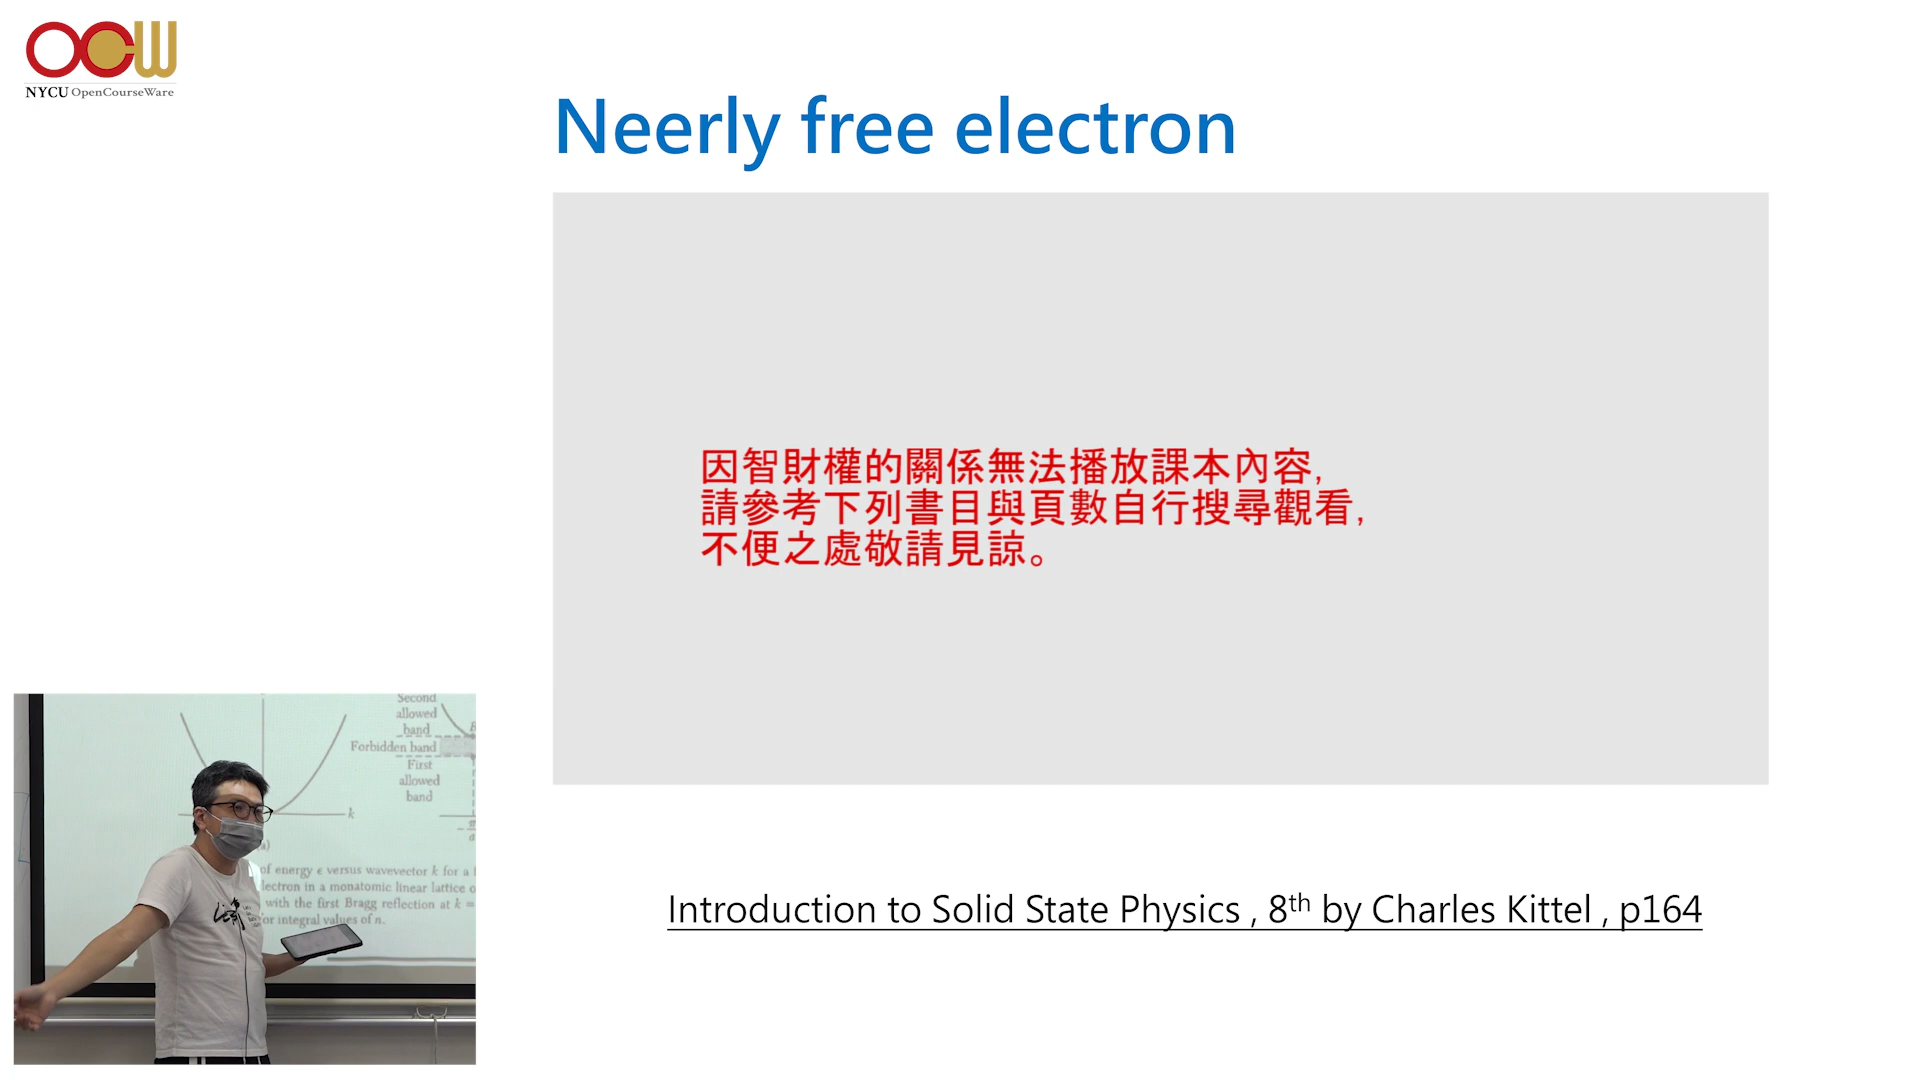 OCW
NYCU OpenCourseWare
Neerly free electron
因智財權的關係無法播放課本內容,
請參考下列書目與頁數自行搜尋觀看,
不便之處敬請見諒。
Introduction to Solid State Physics , 8th by Charles Kittel , p164
Second
allowed
band
Forbidden band
First
allowed
band
k
of energy ϵ versus wavevector k for a
lectron in a monatomic linear lattice o
with the first Bragg reflection at k =
or integral values of n.